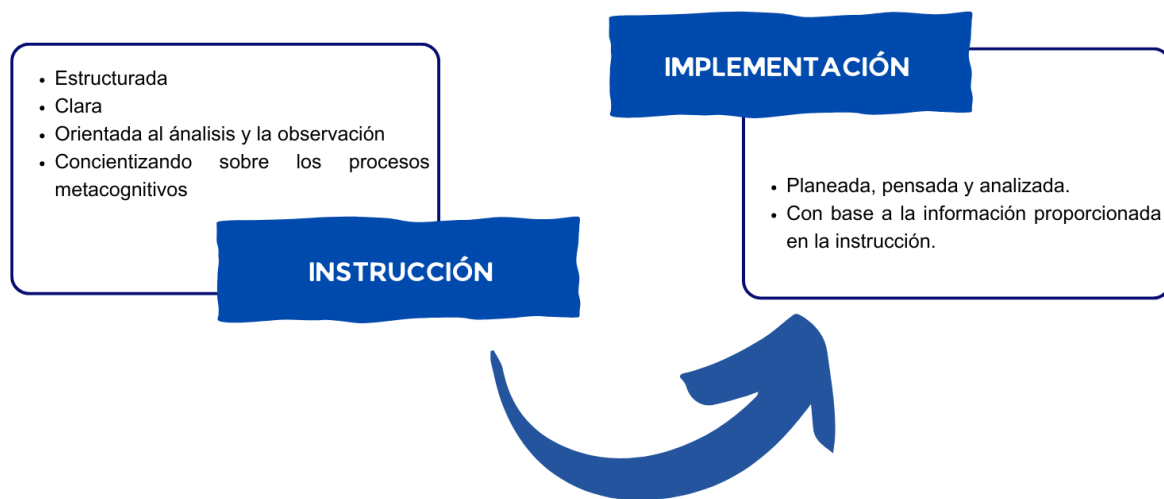 • Estructurada
• Clara
• Orientada al ánalisis y la observación
• Concientizando sobre los procesos
metacognitivos
INSTRUCCIÓN
IMPLEMENTACIÓN
• Planeada, pensada y analizada.
• Con base a la información proporcionada
en la instrucción.